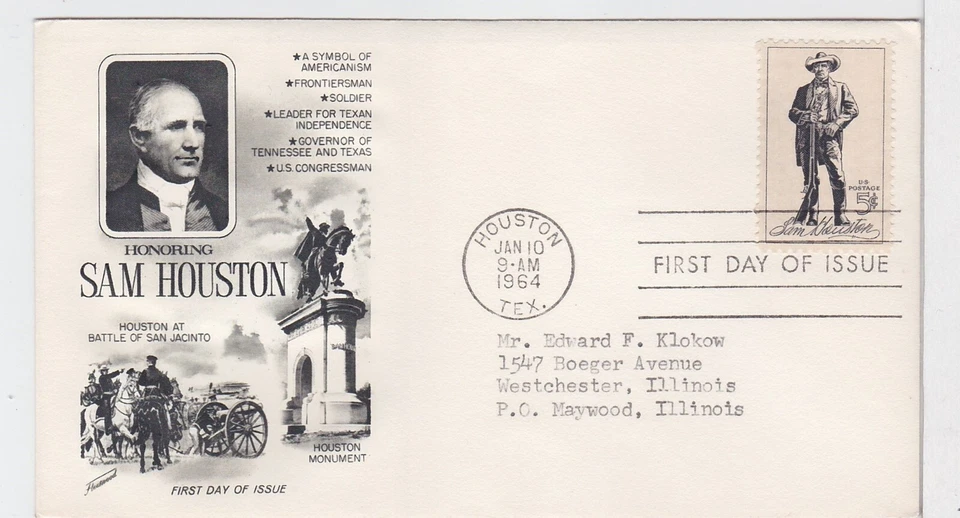 ★A SYMBOL OF
AMERICANISM
★FRONTIERSMAN
★SOLDIER
★LEADER FOR TEXAN
INDEPENDENCE
★GOVERNOR OF
TENNESSEE AND TEXAS
★U.S. CONGRESSMAN
HONORING
SAM HOUSTON
HOUSTON AT
BATTLE OF SAN JACINTO
HOUSTON
MONUMENT
Fleetwood
FIRST DAY OF ISSUE
U.S.
POSTAGE
5¢
Sam Houston
HOUSTON
JAN 10
9-AM
1964
TEX.
FIRST DAY OF ISSUE
Mr. Edward F. Klokow
1547 Boeger Avenue
Westchester, Illinois
P.O. Maywood, Illinois